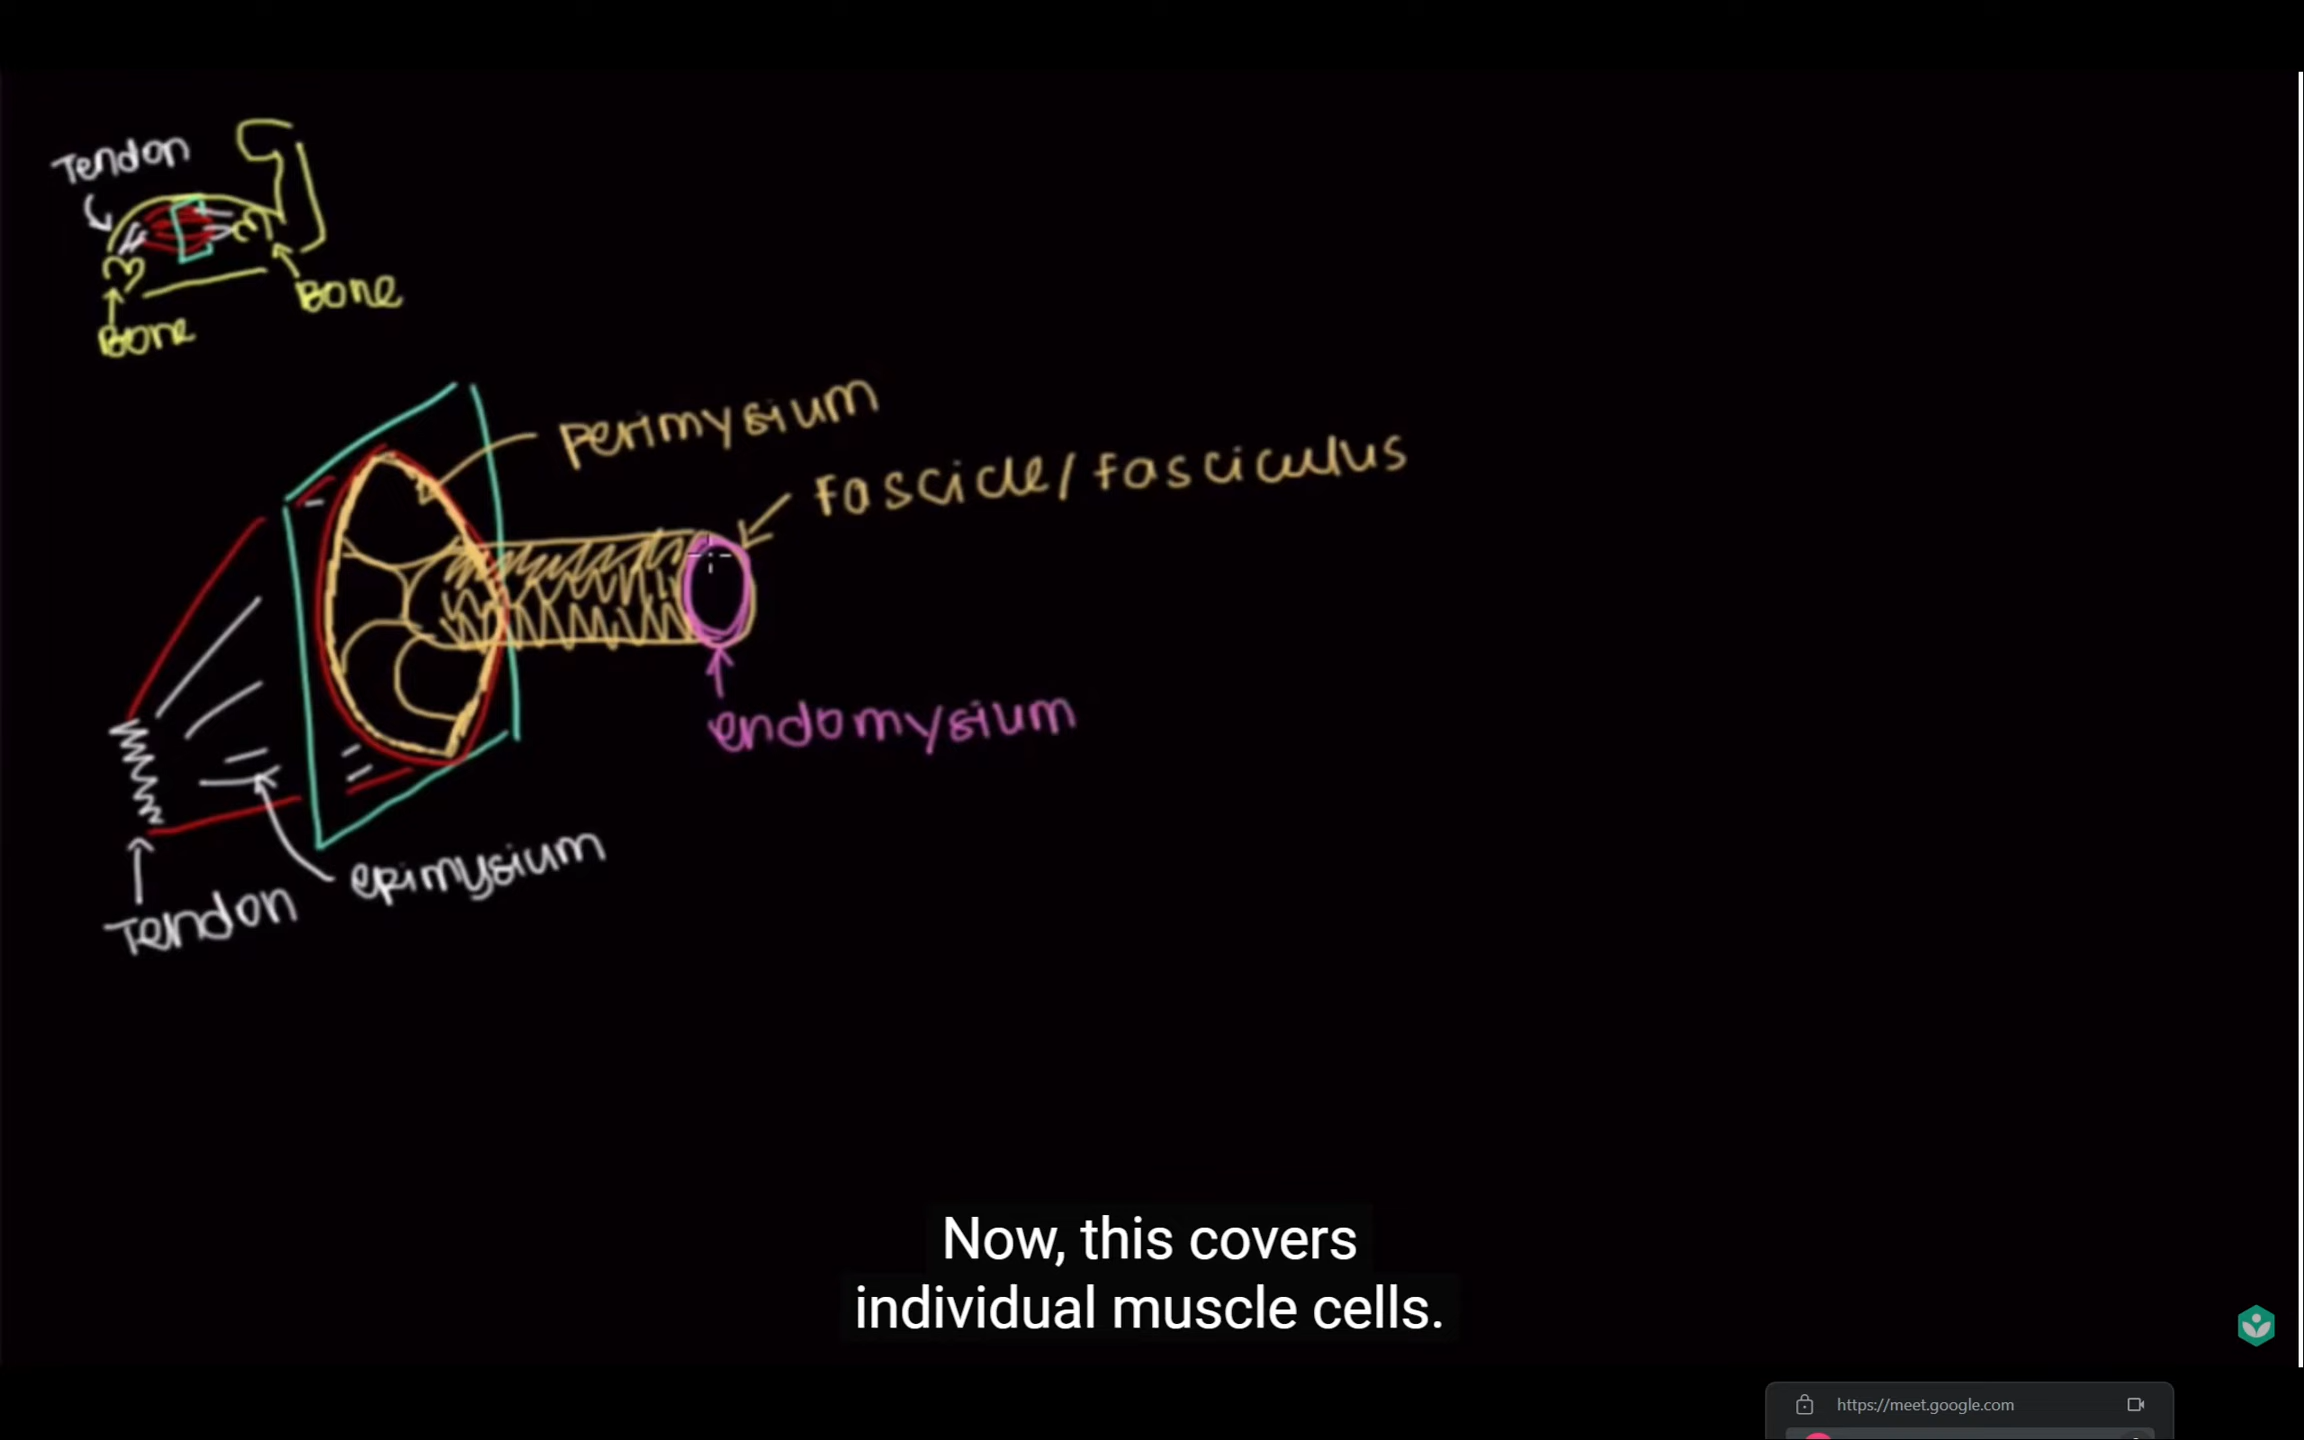 Tendon
Bone
Bone
Perimysium
Fascicle/fasciculus
endomysium
epimysium
Tendon
Now, this covers
individual muscle cells.
https://meet.google.com